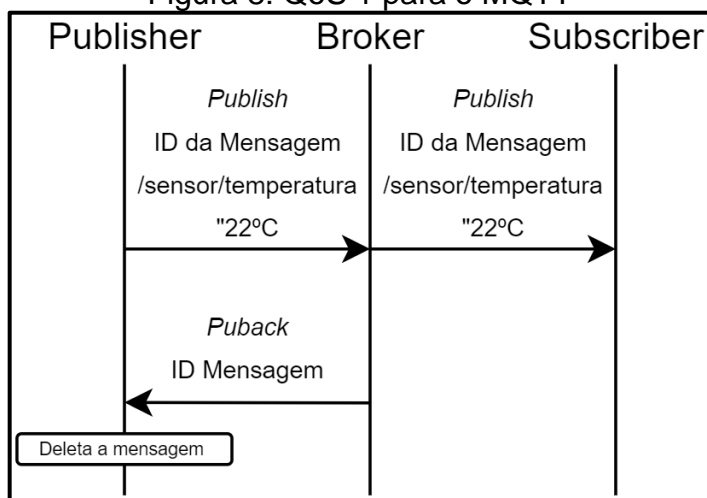 Publisher Broker Subscriber
Publish Publish
ID da Mensagem ID da Mensagem
/sensor/temperatura /sensor/temperatura
"22ºC "22ºC
Puback
ID Mensagem
Deleta a mensagem